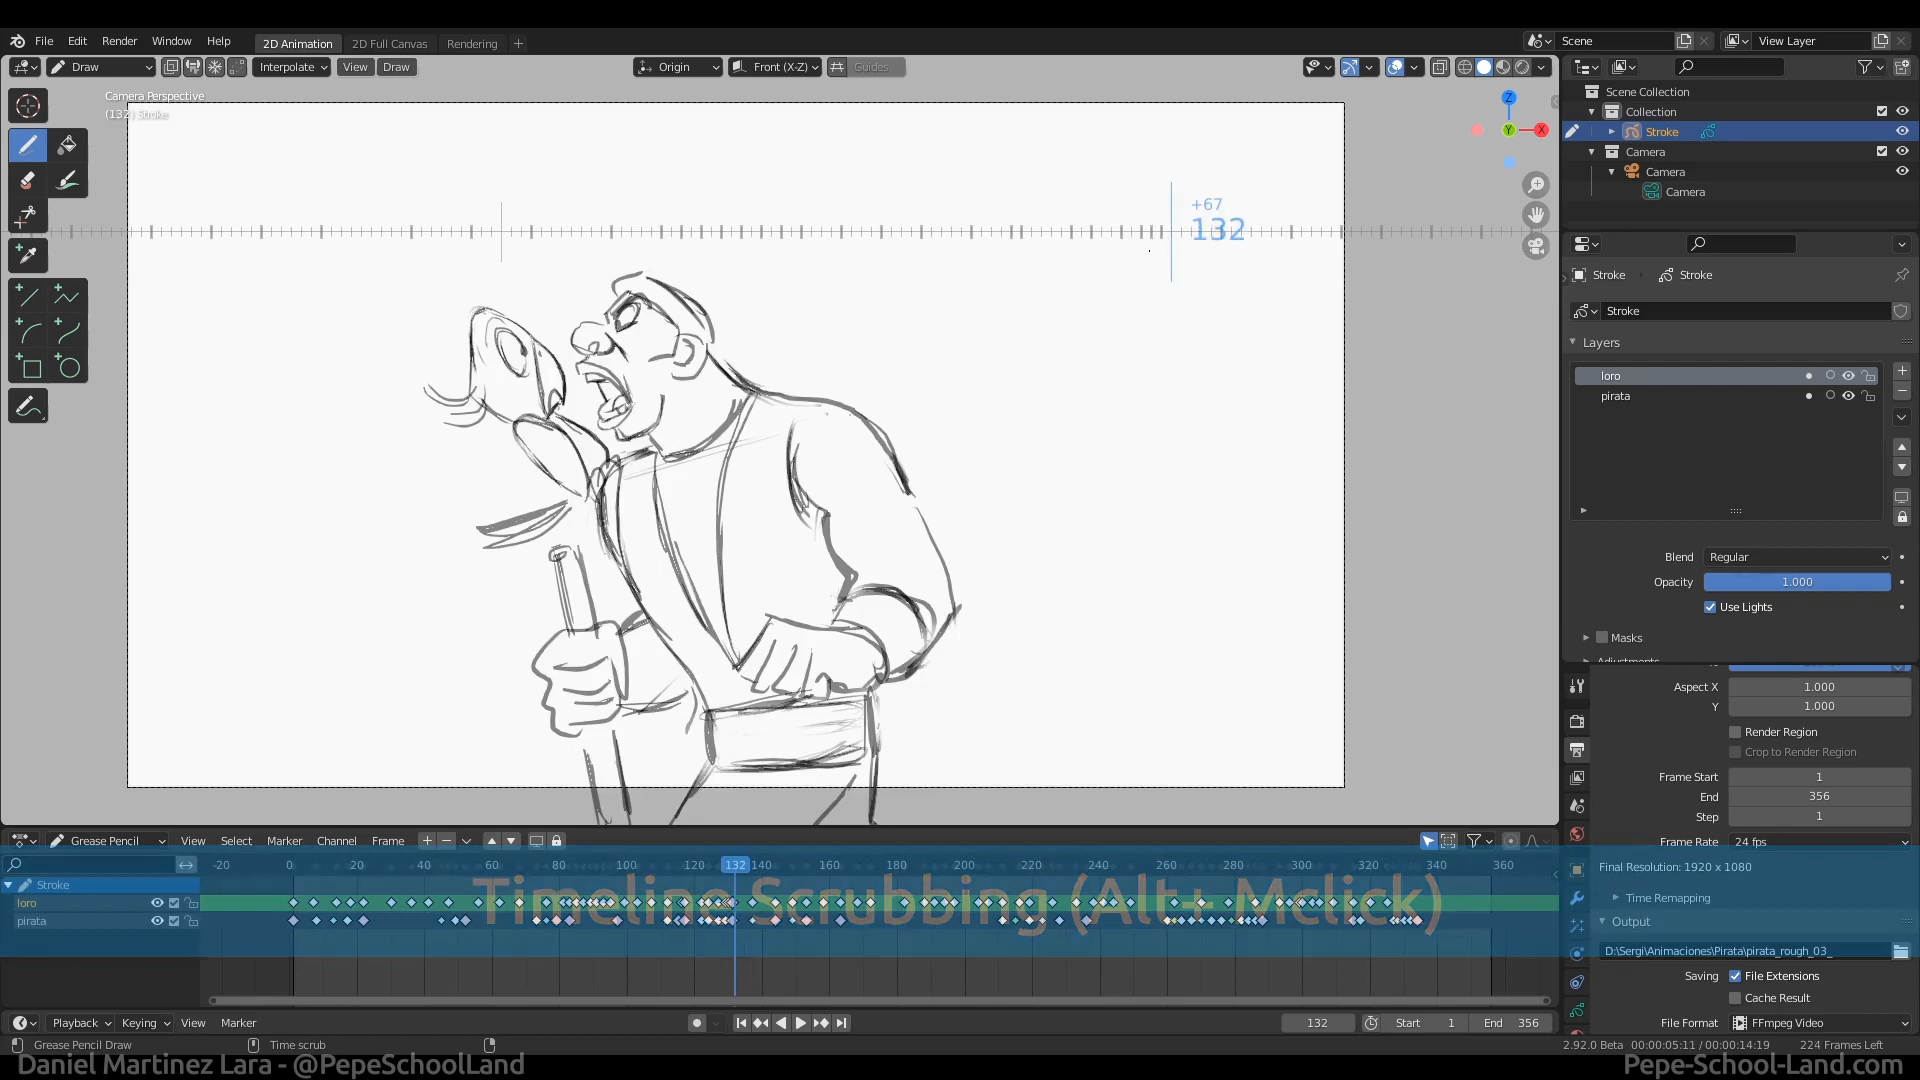 File Edit Render Window Help 2D Animation 2D Full Canvas Rendering + Scene View Layer
Draw Interpolate View Draw Origin Front (X-Z) Guides
Camera Perspective
(132) Stroke
Z
Y X
+67
132
Scene Collection
Collection
Stroke
Camera
Camera
Camera
Stroke Stroke
Stroke
Layers
loro
pirata
Blend Regular
Opacity 1.000
Use Lights
Masks
Aspect X 1.000
Y 1.000
Render Region
Crop to Render Region
Frame Start 1
End 356
Step 1
Frame Rate 24 fps
Final Resolution: 1920 x 1080
Time Remapping
Output
D:\Sergi\Animaciones\Pirata\pirata_rough_03_
Saving File Extensions
Cache Result
File Format FFmpeg Video
Grease Pencil View Select Marker Channel Frame
-20 0 20 40 60 80 100 120 132 140 160 180 200 220 240 260 280 300 320 340 360
Stroke
loro
pirata
Timeline Scrubbing (Alt+ Mclick)
Playback Keying View Marker 132 Start 1 End 356
Grease Pencil Draw Time scrub 2.92.0 Beta 00:00:05:11 / 00:00:14:19 224 Frames Left
Daniel Martinez Lara - @PepeSchoolLand Pepe-School-Land.com